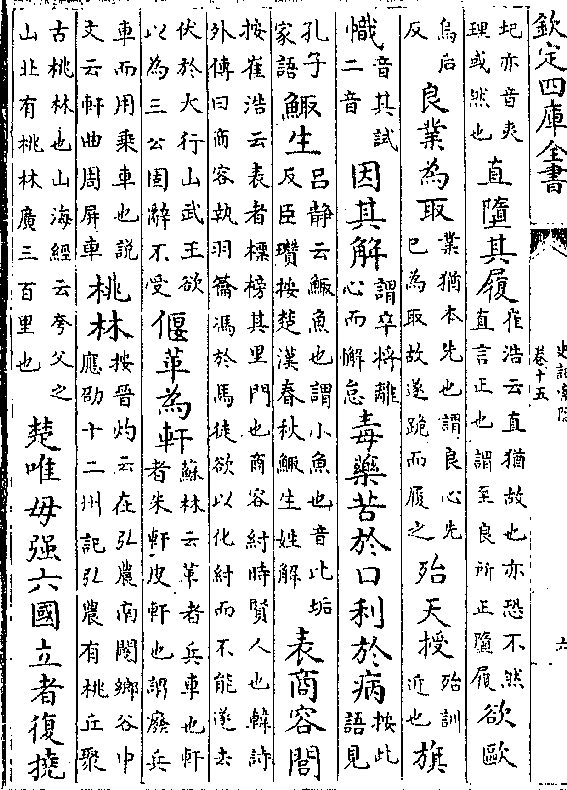 欽定四庫全書
史記索隱
卷十五
六
圯亦音夷
理或然也
直墮其履
崔浩云直猶故也亦恐不然
直言正也謂至良所正墮履
欲歐
烏后
反
良業為取
業猶本先也謂良心先
已為取故遂跪而履之
殆天授
殆訓
近也
旗
幟
音其試
二音
因其解
謂卒將離
心而懈怠
毒藥苦於口利於病
按此
語見
孔子
家語
鯫生
呂静云鯫魚也謂小魚也音此垢
反臣瓚按楚漢春秋鯫生姓解
表商容閭
按崔浩云表者標榜其里門也商容紂時賢人也韓詩
外傳曰商容執羽籥馮於馬徒欲以化紂而不能遂去
伏於大行山武王欲
以為三公固辭不受
偃革為軒
蘇林云革者兵車也軒
者朱軒皮軒也謂廢兵
車而用乘車也說
文云軒曲周屏車
桃林
按晉灼云在弘農南閿鄉谷中
應劭十二州記弘農有桃丘聚
古桃林也山海經云夸父之
山北有桃林廣三百里也
楚唯毋强六國立者復撓